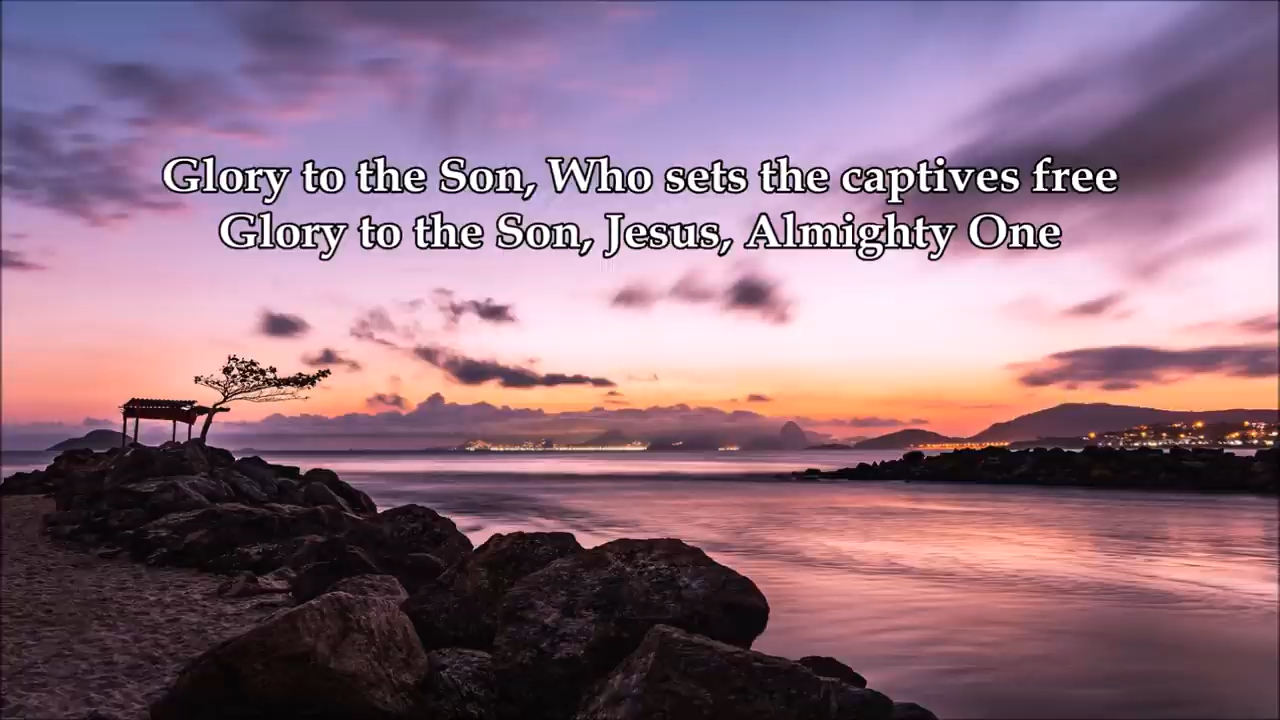 Glory to the Son, Who sets the captives free
Glory to the Son, Jesus, Almighty One